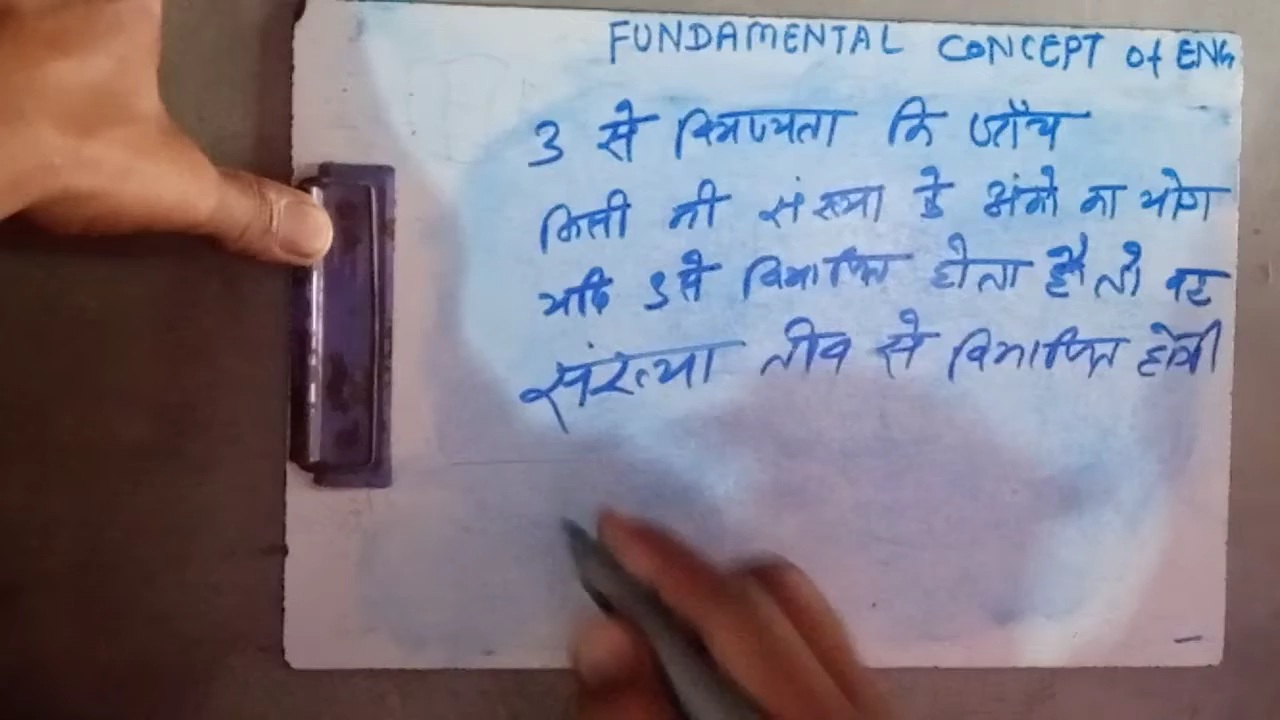 FUNDAMENTAL CONCEPT Of ENG
3 से विभाज्यता कि जाँच
किसी भी संख्या के अंको का योग
यदि 3 से विभाजित होता है तो वह
संख्या तीन से विभाजित होगी